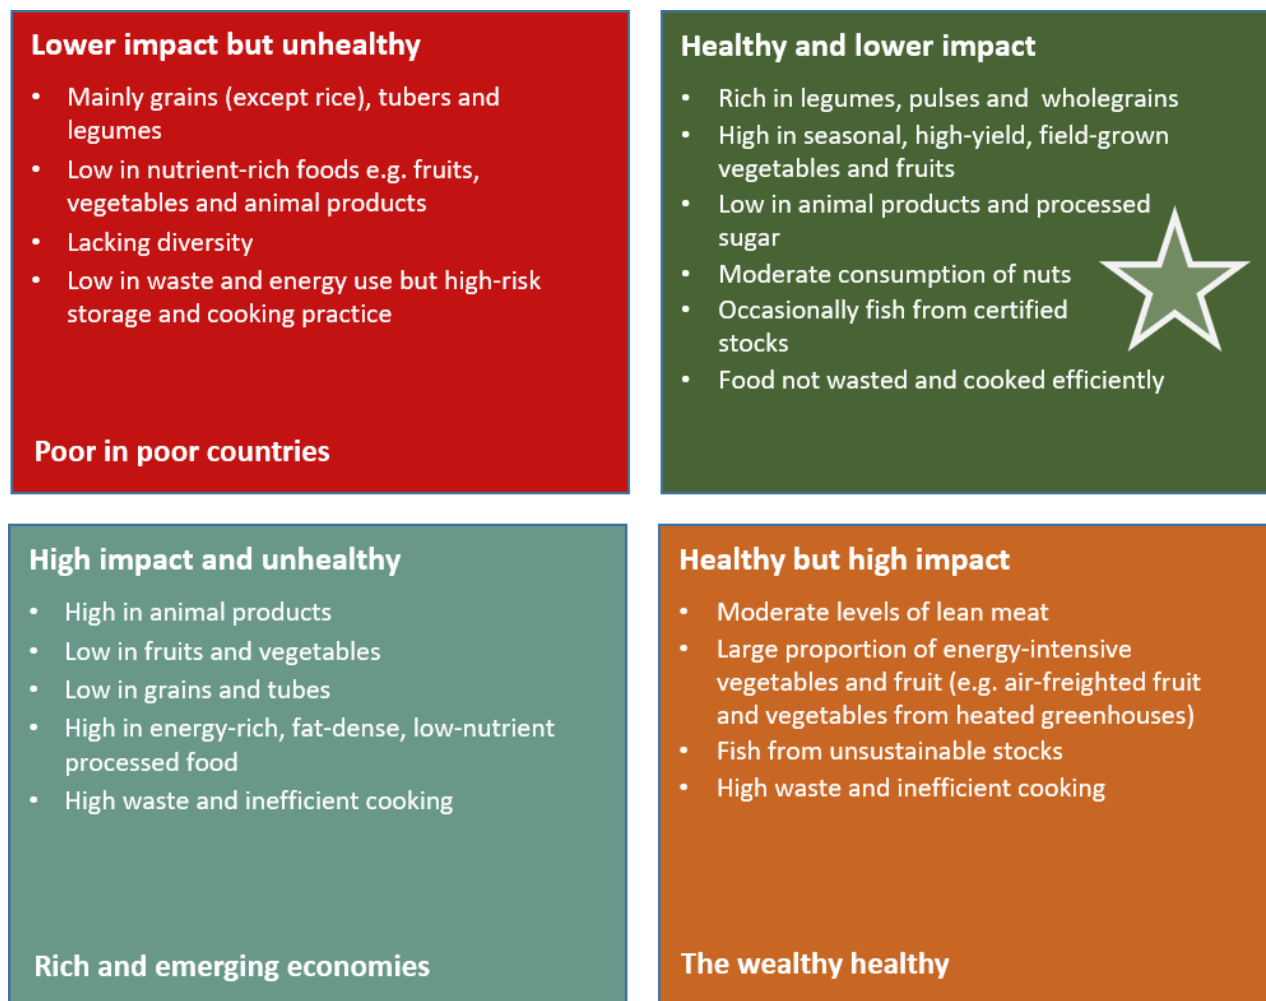 Lower impact but unhealthy
• Mainly grains (except rice), tubers and
legumes
• Low in nutrient-rich foods e.g. fruits,
vegetables and animal products
• Lacking diversity
• Low in waste and energy use but high-risk
storage and cooking practice
Poor in poor countries
Healthy and lower impact
• Rich in legumes, pulses and wholegrains
• High in seasonal, high-yield, field-grown
vegetables and fruits
• Low in animal products and processed
sugar
• Moderate consumption of nuts
• Occasionally fish from certified
stocks
• Food not wasted and cooked efficiently
High impact and unhealthy
• High in animal products
• Low in fruits and vegetables
• Low in grains and tubes
• High in energy-rich, fat-dense, low-nutrient
processed food
• High waste and inefficient cooking
Rich and emerging economies
Healthy but high impact
• Moderate levels of lean meat
• Large proportion of energy-intensive
vegetables and fruit (e.g. air-freighted fruit
and vegetables from heated greenhouses)
• Fish from unsustainable stocks
• High waste and inefficient cooking
The wealthy healthy